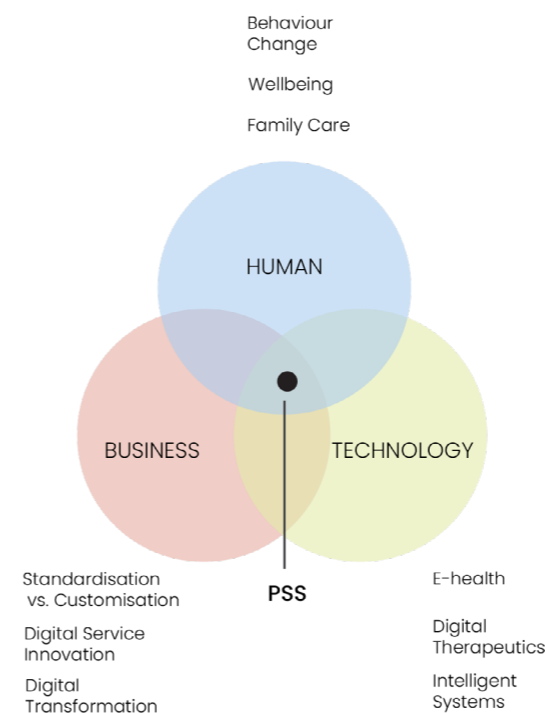 Behaviour
Change
Wellbeing
Family Care
HUMAN
BUSINESS
TECHNOLOGY
PSS
Standardisation
vs. Customisation
Digital Service
Innovation
Digital
Transformation
E-health
Digital
Therapeutics
Intelligent
Systems